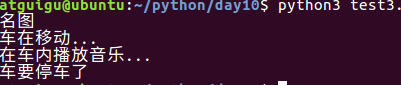 atguigu@ubuntu:~/python/day10$ python3 test3.
名图
车在移动...
在车内播放音乐...
车要停车了